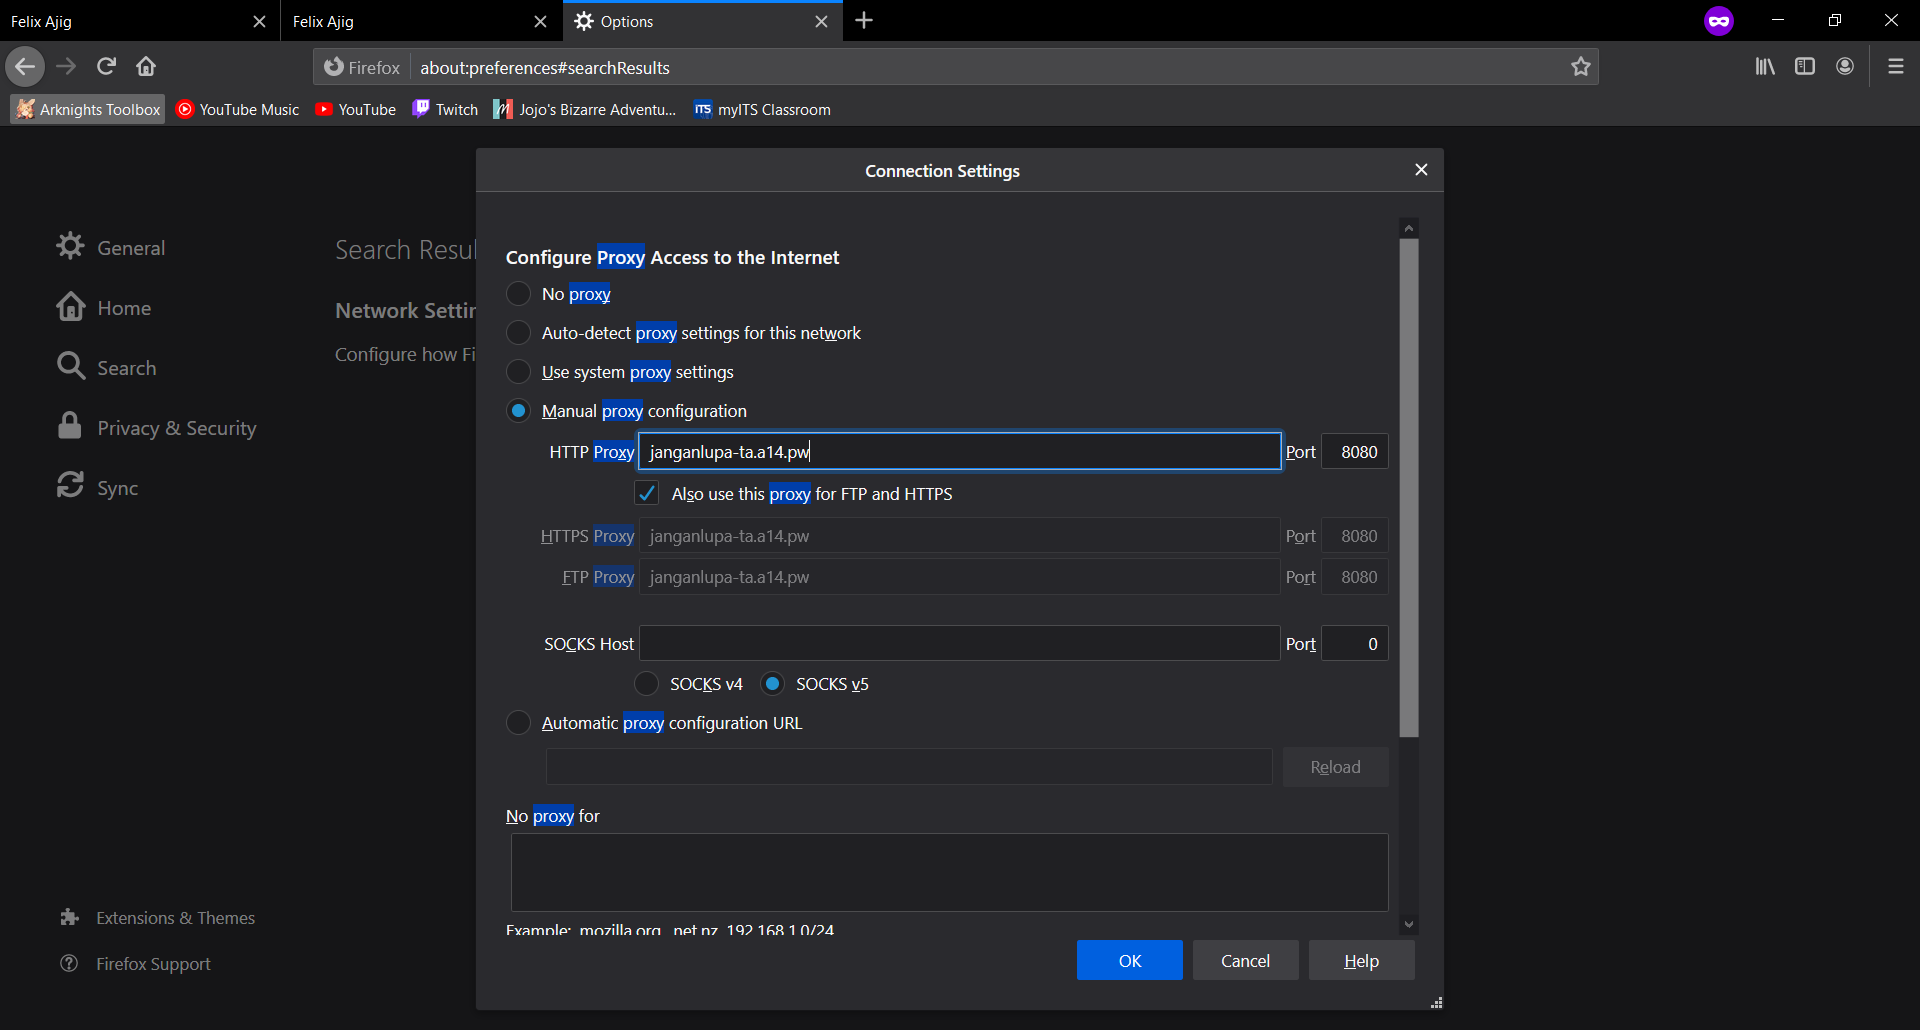 Felix Ajig
Felix Ajig
Options
Firefox
about:preferences#searchResults
Arknights Toolbox
YouTube Music
YouTube
Twitch
Jojo's Bizarre Adventu...
ITS myITS Classroom
Connection Settings
General
Home
Search
Privacy & Security
Sync
Search Resul
Network Settin
Configure how Fi
Configure Proxy Access to the Internet
No proxy
Auto-detect proxy settings for this network
Use system proxy settings
Manual proxy configuration
HTTP Proxy janganlupa-ta.a14.pw Port 8080
Also use this proxy for FTP and HTTPS
HTTPS Proxy janganlupa-ta.a14.pw Port 8080
FTP Proxy janganlupa-ta.a14.pw Port 8080
SOCKS Host Port 0
SOCKS v4 SOCKS v5
Automatic proxy configuration URL
Reload
No proxy for
Example: .mozilla.org, .net.nz, 192.168.1.0/24
OK Cancel Help
Extensions & Themes
Firefox Support